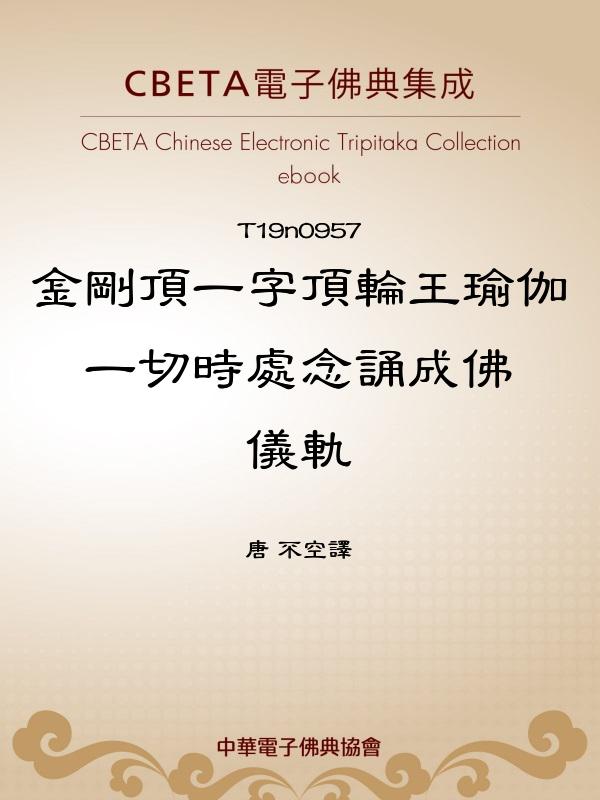 CBETA電子佛典集成
CBETA Chinese Electronic Tripitaka Collection
ebook
T19n0957
金剛頂一字頂輪王瑜伽
一切時處念誦成佛
儀軌
唐 不空譯
中華電子佛典協會